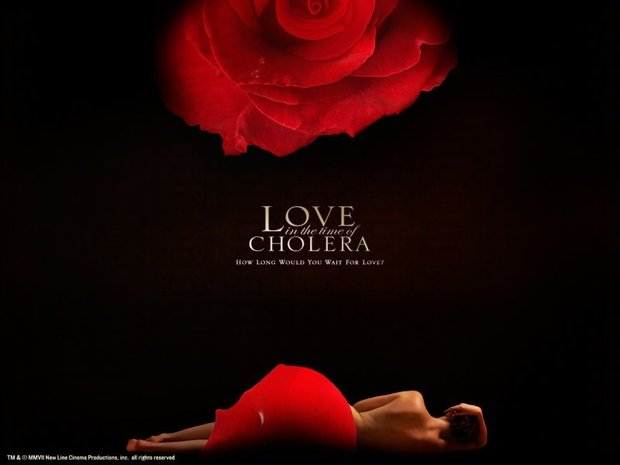 LOVE
in the time of
CHOLERA
HOW LONG WOULD YOU WAIT FOR LOVE?
TM & © MMVII New Line Cinema Productions, inc. all rights reserved